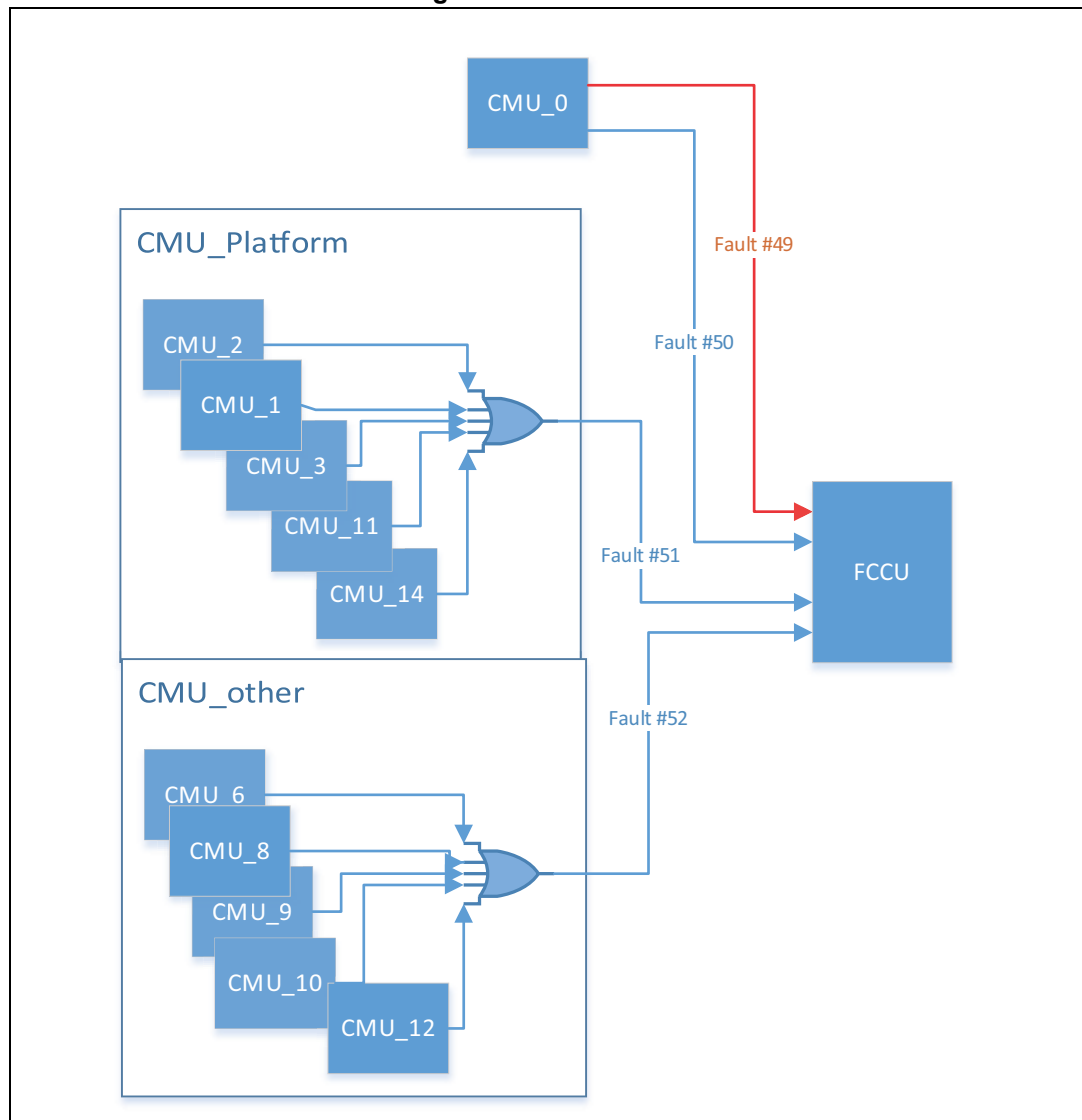 CMU_0
Fault #49
CMU_Platform
Fault #50
CMU_2
CMU_1
CMU_3
CMU_11
CMU_14
Fault #51
FCCU
CMU_other
Fault #52
CMU_6
CMU_8
CMU_9
CMU_10
CMU_12